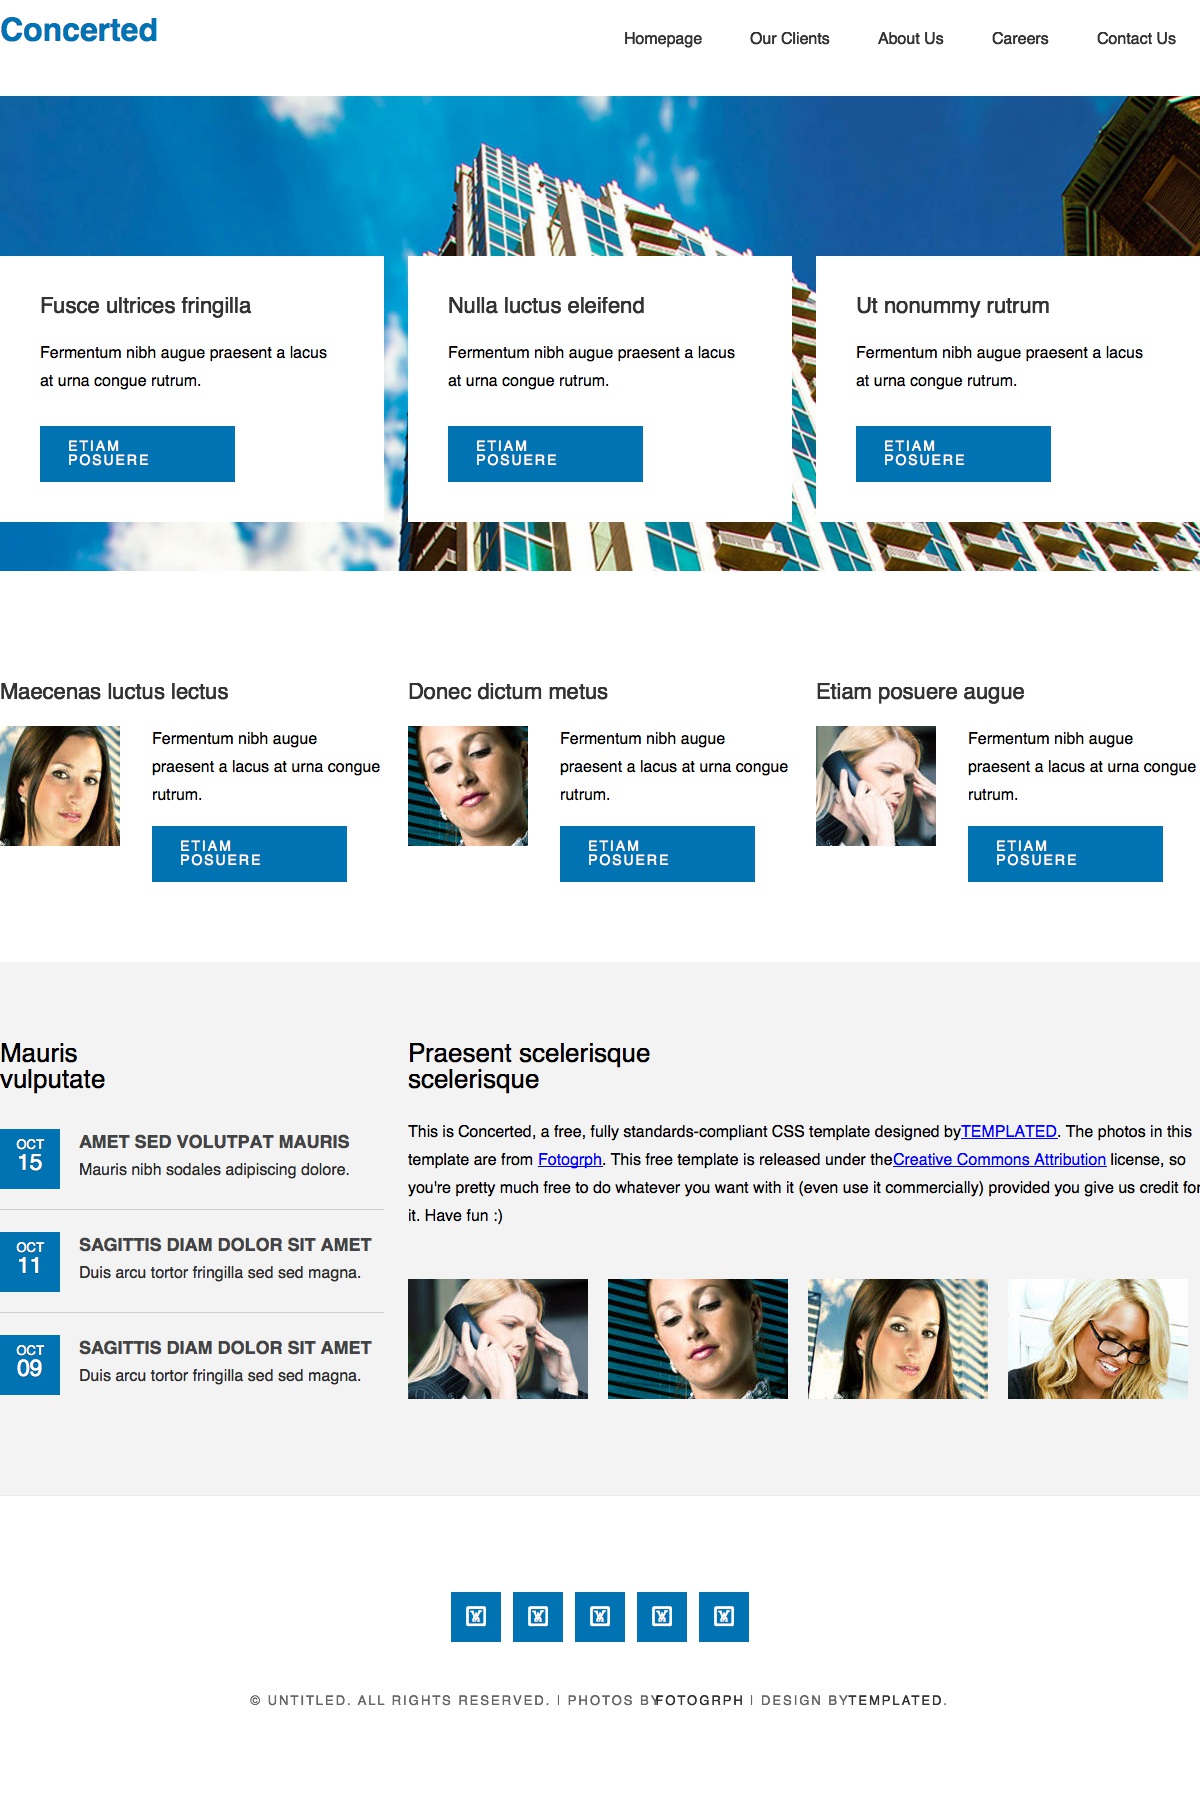 Concerted
Homepage Our Clients About Us Careers Contact Us
Fusce ultrices fringilla
Fermentum nibh augue praesent a lacus
at urna congue rutrum.
ETIAM
POSUERE
Nulla luctus eleifend
Fermentum nibh augue praesent a lacus
at urna congue rutrum.
ETIAM
POSUERE
Ut nonummy rutrum
Fermentum nibh augue praesent a lacus
at urna congue rutrum.
ETIAM
POSUERE
Maecenas luctus lectus
Fermentum nibh augue
praesent a lacus at urna congue
rutrum.
ETIAM
POSUERE
Donec dictum metus
Fermentum nibh augue
praesent a lacus at urna congue
rutrum.
ETIAM
POSUERE
Etiam posuere augue
Fermentum nibh augue
praesent a lacus at urna congue
rutrum.
ETIAM
POSUERE
Mauris
vulputate
OCT
15
AMET SED VOLUTPAT MAURIS
Mauris nibh sodales adipiscing dolore.
OCT
11
SAGITTIS DIAM DOLOR SIT AMET
Duis arcu tortor fringilla sed sed magna.
OCT
09
SAGITTIS DIAM DOLOR SIT AMET
Duis arcu tortor fringilla sed sed magna.
Praesent scelerisque
scelerisque
This is Concerted, a free, fully standards-compliant CSS template designed byTEMPLATED. The photos in this
template are from Fotogrph. This free template is released under theCreative Commons Attribution license, so
you're pretty much free to do whatever you want with it (even use it commercially) provided you give us credit for
it. Have fun :)
© UNTITLED. ALL RIGHTS RESERVED. | PHOTOS BYFOTOGRPH | DESIGN BYTEMPLATED.